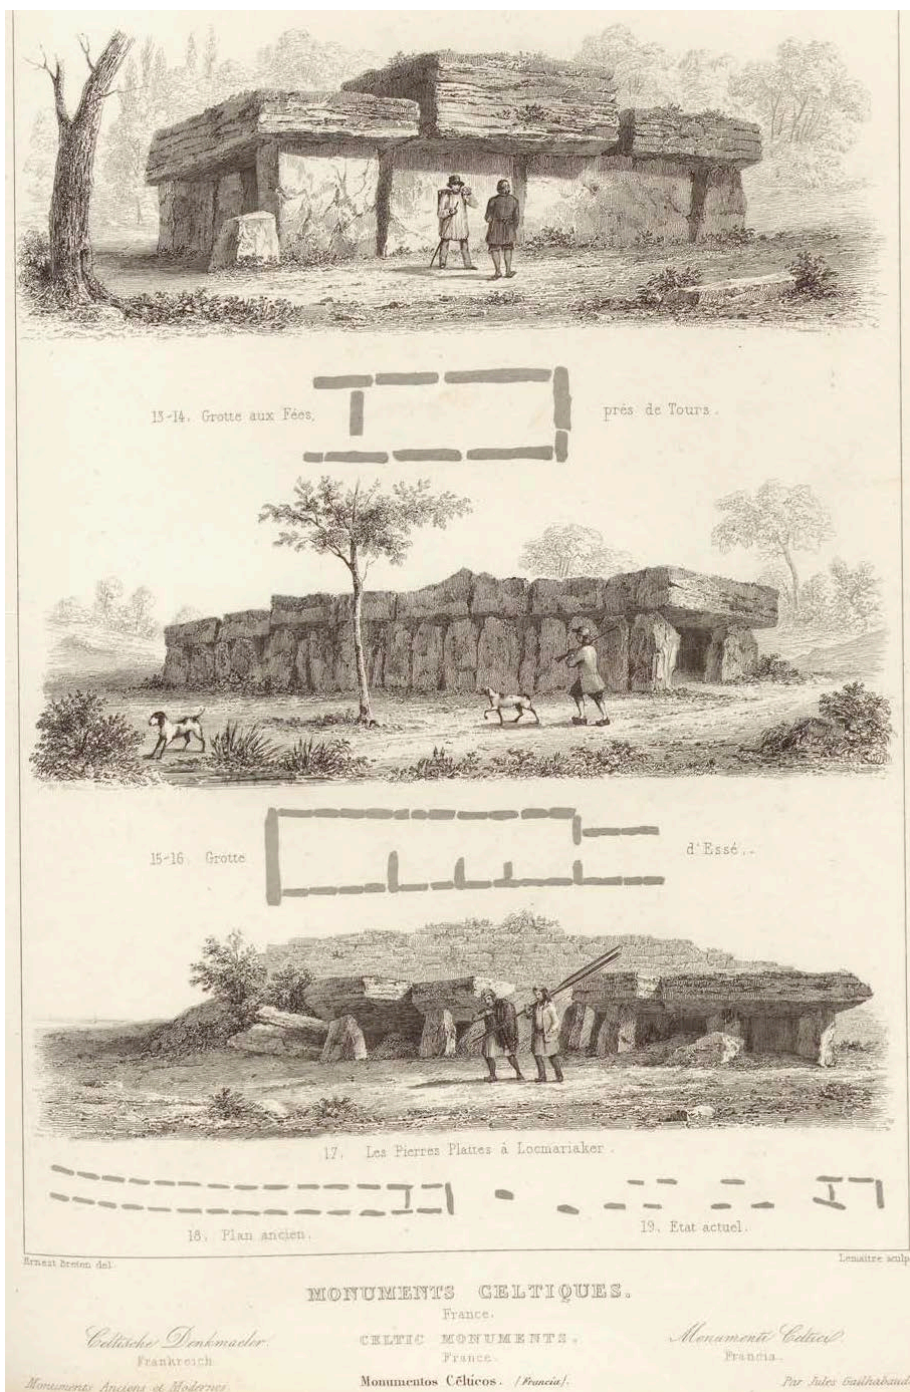 13-14. Grotte aux Fées, près de Tours.
15-16. Grotte d'Essé.
17. Les Pierres Plattes à Locmariaker.
18. Plan ancien.
19. Etat actuel.
Ernest Breton del.
Lemaitre sculp
MONUMENTS CELTIQUES.
France.
Celtische Denkmaeler.
CELTIC MONUMENTS.
Monumenti Celtici.
Frankreich
France.
Francia.
Monuments Anciens et Modernes
Monumentos Célticos. (Francia).
Par Jules Gailhabaud